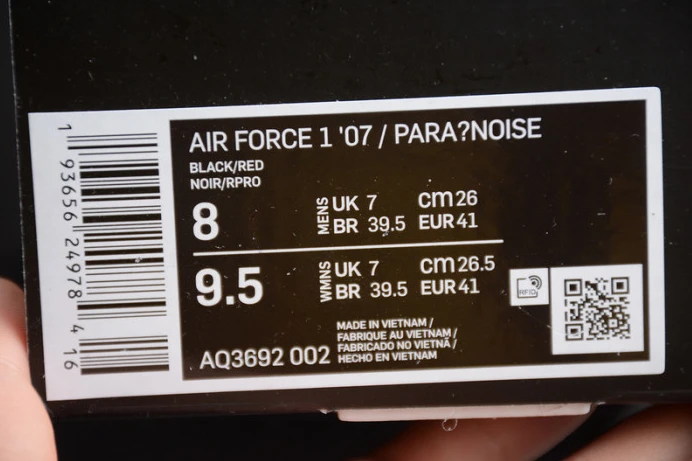 AIR FORCE 1 '07 / PARA?NOISE
BLACK/RED
NOIR/RPRO
8 MENS UK 7 cm 26
BR 39.5 EUR 41
9.5 WMNS UK 7 cm 26.5
BR 39.5 EUR 41
RFID
AQ3692 002
MADE IN VIETNAM /
FABRIQUE AU VIETNAM /
FABRICADO NO VIETNÃ /
HECHO EN VIETNAM
1 93656 24978 4 16